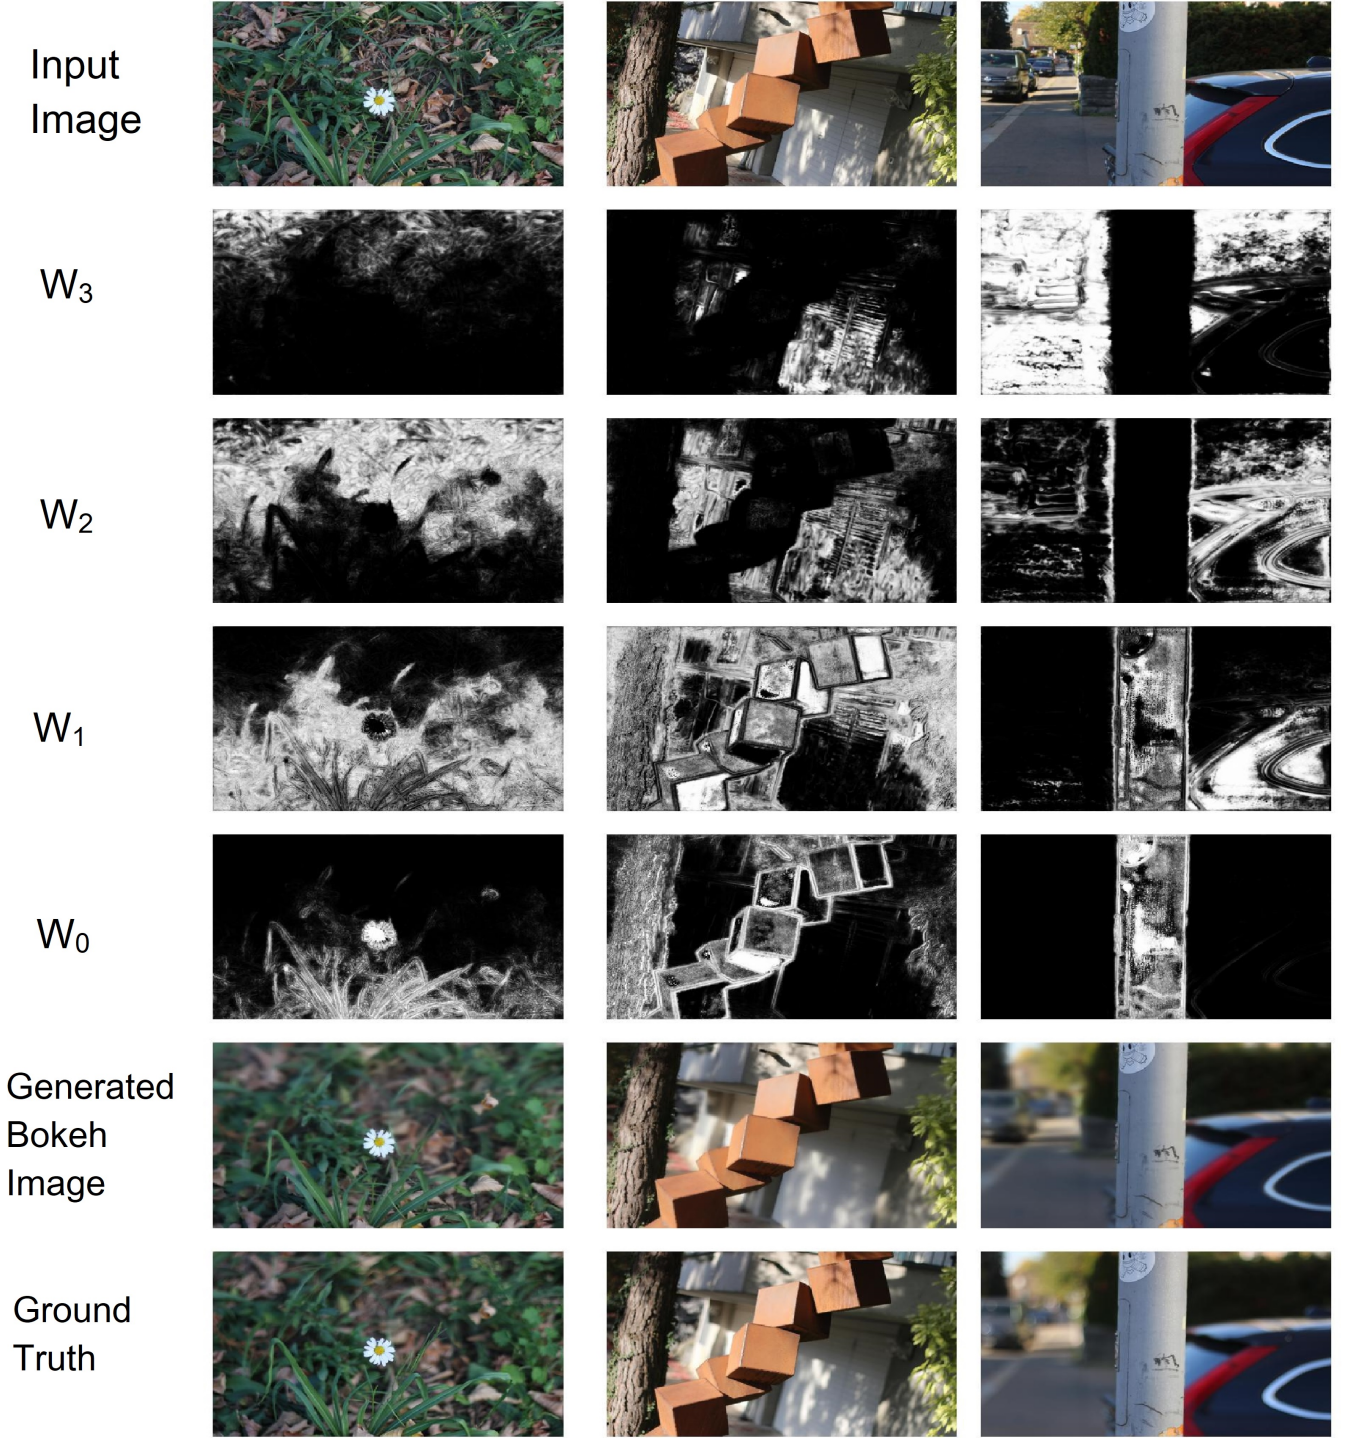 Input
Image
W₃
W₂
W₁
W₀
Generated
Bokeh
Image
Ground
Truth